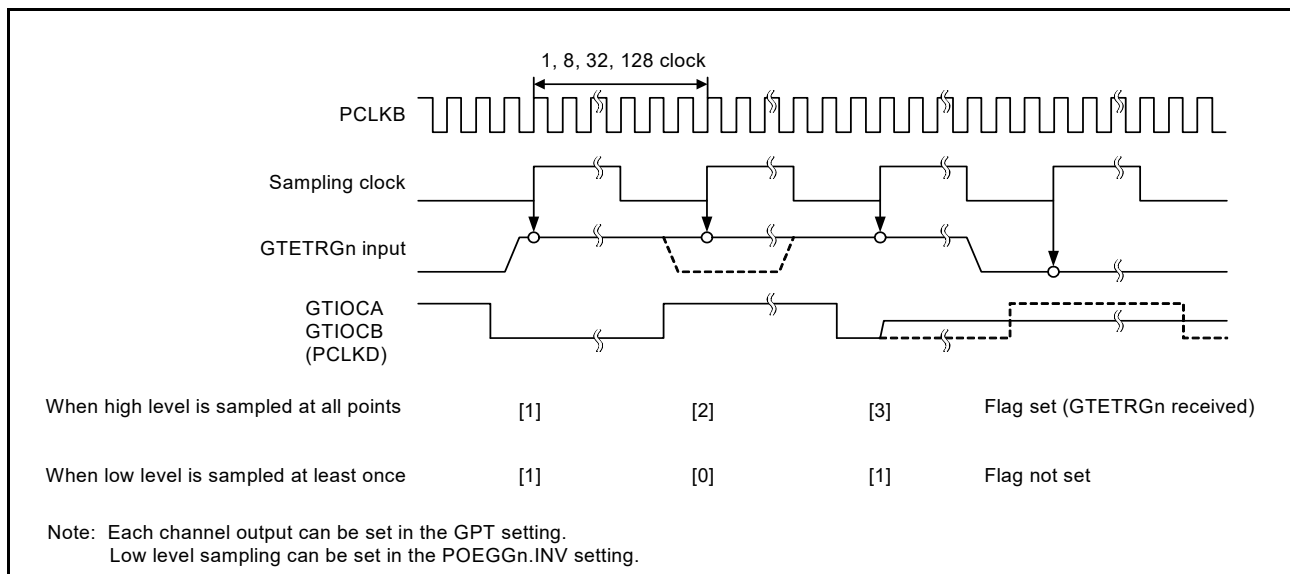 1, 8, 32, 128 clock
PCLKB
Sampling clock
GTETRGn input
GTIOCA
GTIOCB
(PCLKD)
When high level is sampled at all points [1] [2] [3] Flag set (GTETRGn received)
When low level is sampled at least once [1] [0] [1] Flag not set
Note: Each channel output can be set in the GPT setting.
Low level sampling can be set in the POEGGn.INV setting.